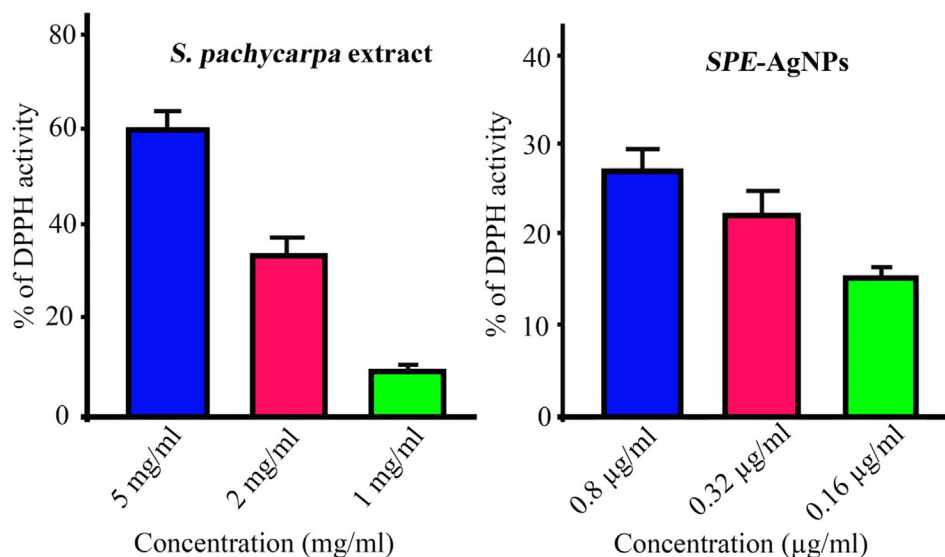 S. pachycarpa extract
% of DPPH activity
80
60
40
20
0
5 mg/ml
2 mg/ml
1 mg/ml
Concentration (mg/ml)
SPE-AgNPs
% of DPPH activity
40
30
20
10
0
0.8 µg/ml
0.32 µg/ml
0.16 µg/ml
Concentration (µg/ml)